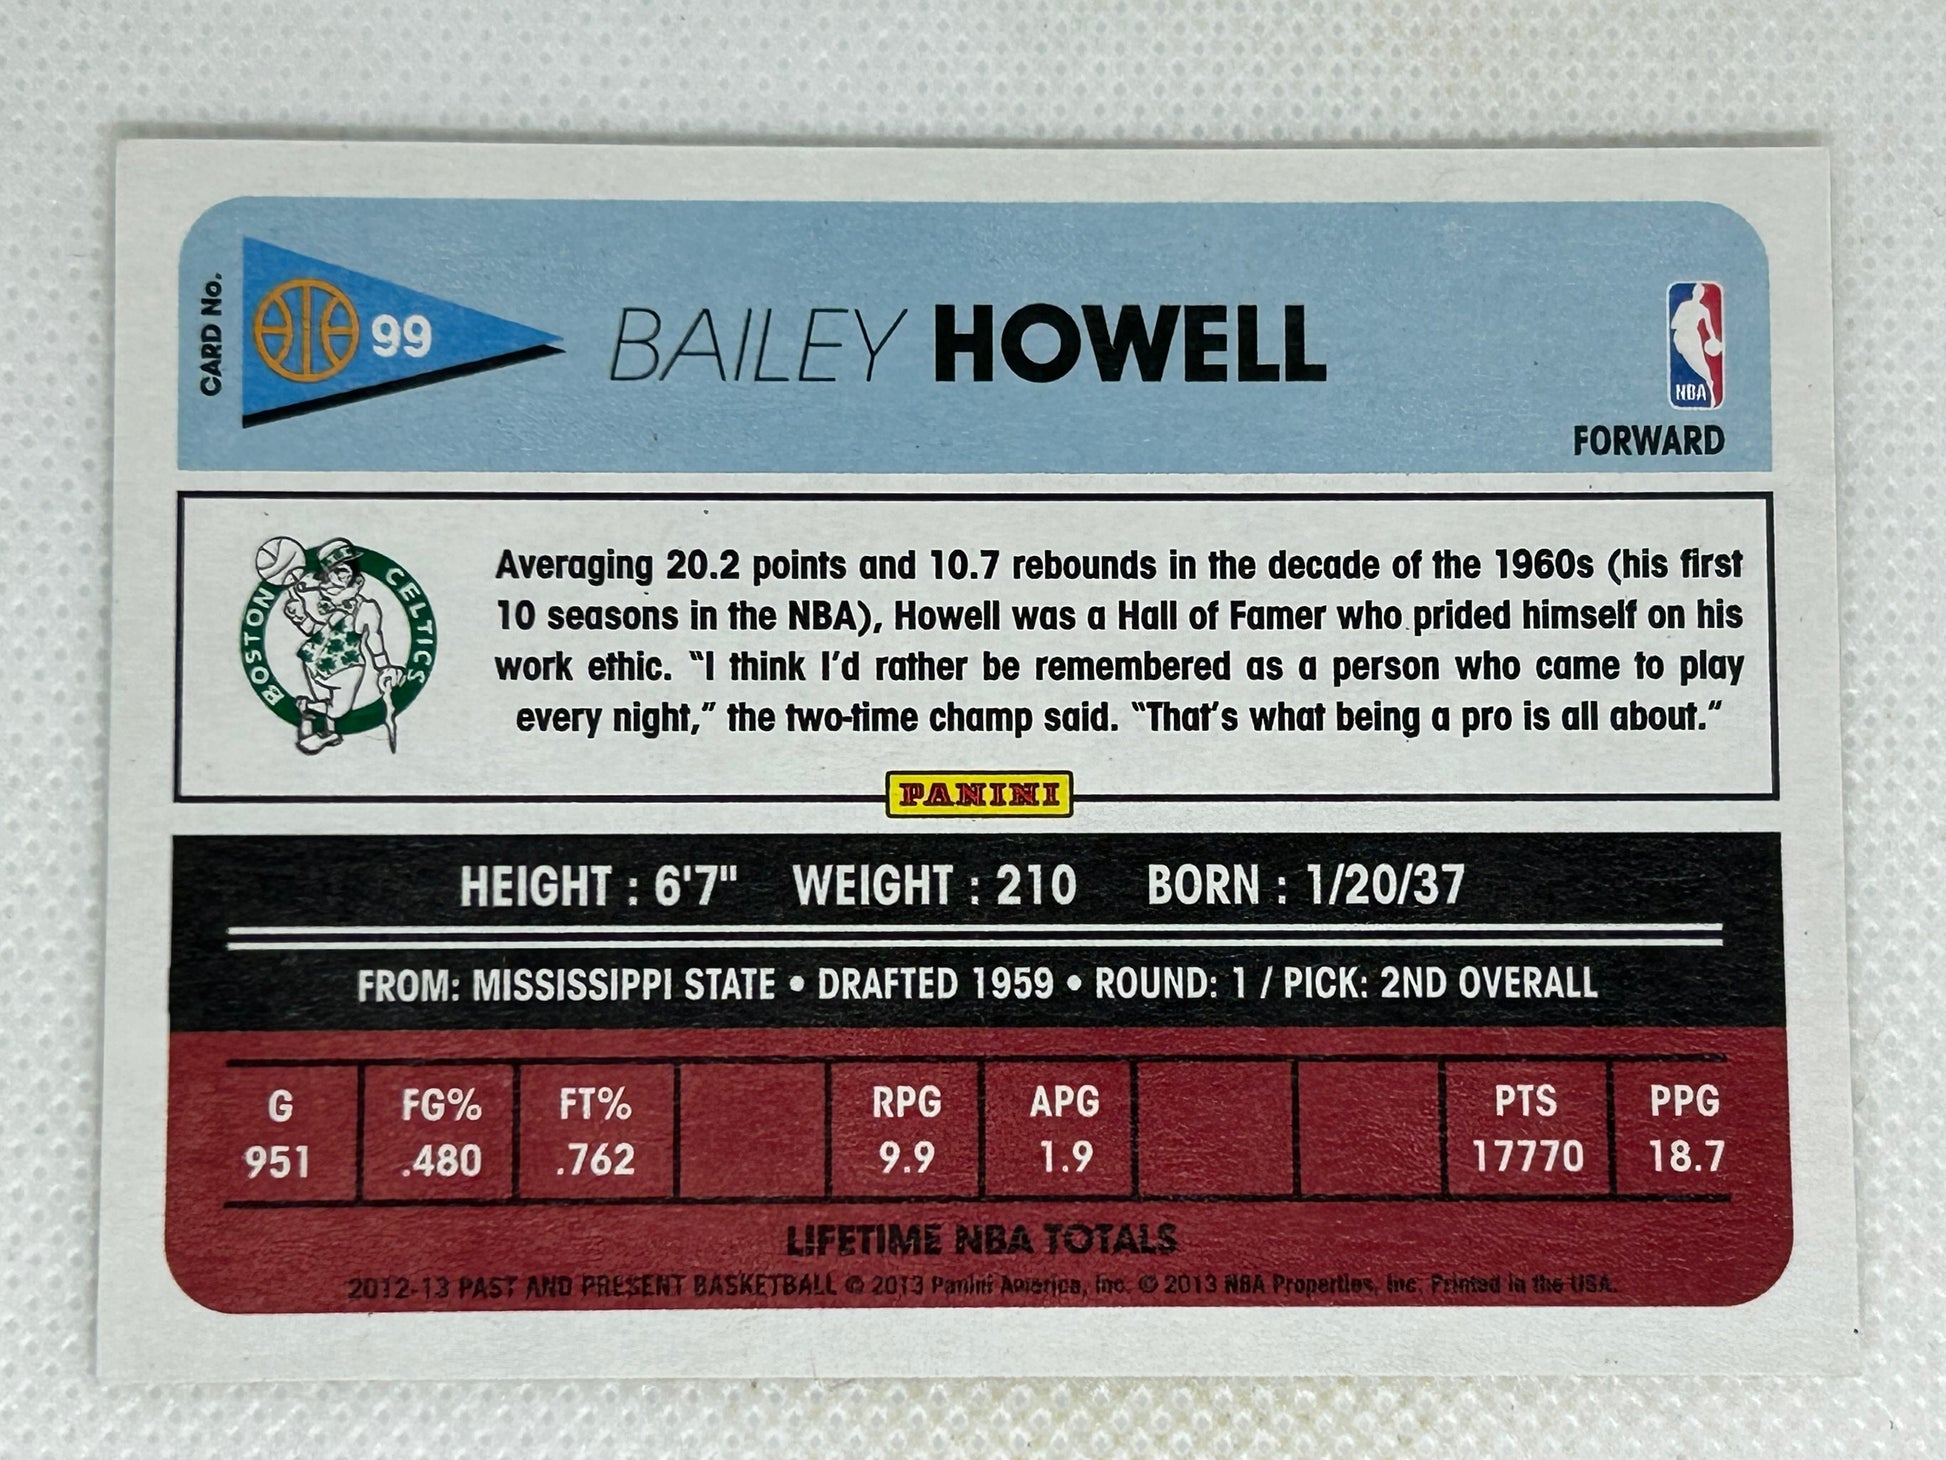 CARD No.
99
BAILEY HOWELL
NBA
FORWARD
BOSTON CELTICS
Averaging 20.2 points and 10.7 rebounds in the decade of the 1960s (his first
10 seasons in the NBA), Howell was a Hall of Famer who prided himself on his
work ethic. “I think I’d rather be remembered as a person who came to play
every night,” the two-time champ said. “That’s what being a pro is all about.”
PANINI
HEIGHT : 6'7" WEIGHT : 210 BORN : 1/20/37
FROM: MISSISSIPPI STATE • DRAFTED 1959 • ROUND: 1 / PICK: 2ND OVERALL
G FG% FT% RPG APG PTS PPG
951 .480 .762 9.9 1.9 17770 18.7
LIFETIME NBA TOTALS
2012-13 PAST AND PRESENT BASKETBALL © 2013 Panini America, Inc. © 2013 NBA Properties, Inc. Printed in the USA.